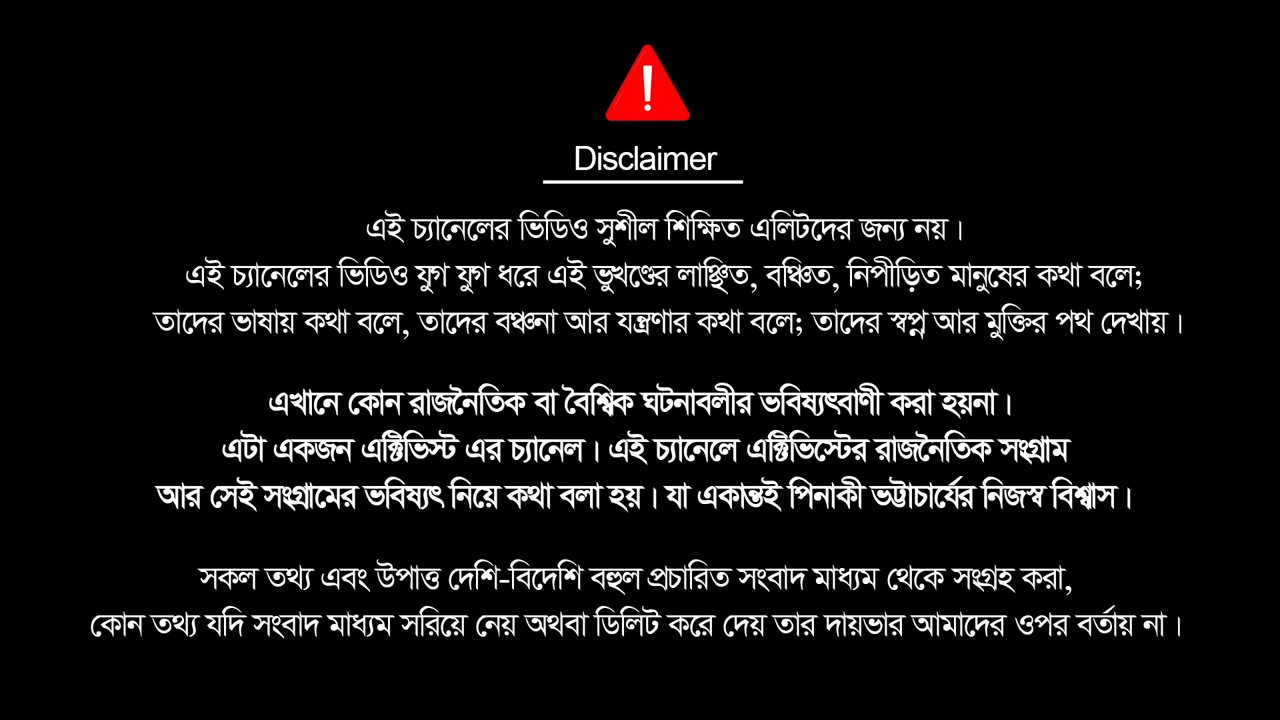 Disclaimer
এই চ্যানেলের ভিডিও সুশীল শিক্ষিত এলিটদের জন্য নয়।
এই চ্যানেলের ভিডিও যুগ যুগ ধরে এই ভুখণ্ডের লাঞ্ছিত, বঞ্চিত, নিপীড়িত মানুষের কথা বলে;
তাদের ভাষায় কথা বলে, তাদের বঞ্চনা আর যন্ত্রণার কথা বলে; তাদের স্বপ্ন আর মুক্তির পথ দেখায়।
এখানে কোন রাজনৈতিক বা বৈশ্বিক ঘটনাবলীর ভবিষ্যৎবাণী করা হয়না।
এটা একজন এক্টিভিস্ট এর চ্যানেল। এই চ্যানেলে এক্টিভিস্টের রাজনৈতিক সংগ্রাম
আর সেই সংগ্রামের ভবিষ্যৎ নিয়ে কথা বলা হয়। যা একান্তই পিনাকী ভট্টাচার্যের নিজস্ব বিশ্বাস।
সকল তথ্য এবং উপাত্ত দেশি-বিদেশি বহুল প্রচারিত সংবাদ মাধ্যম থেকে সংগ্রহ করা,
কোন তথ্য যদি সংবাদ মাধ্যম সরিয়ে নেয় অথবা ডিলিট করে দেয় তার দায়ভার আমাদের ওপর বর্তায় না।